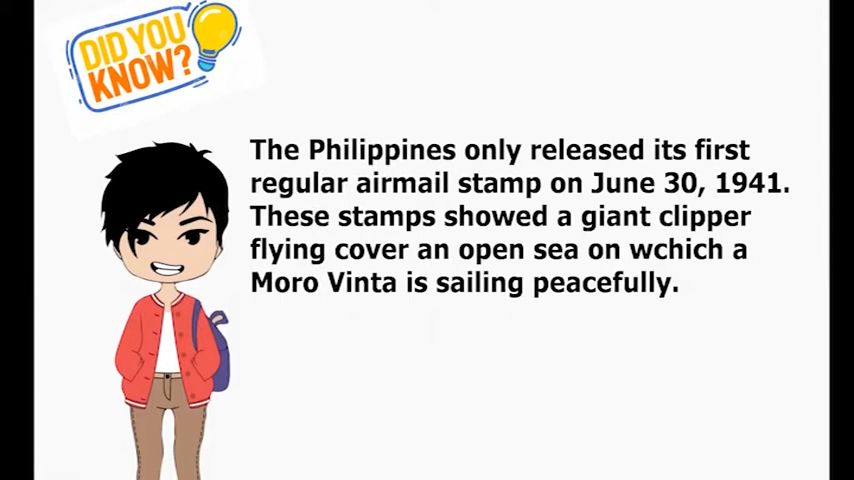 DID YOU
KNOW?
The Philippines only released its first
regular airmail stamp on June 30, 1941.
These stamps showed a giant clipper
flying cover an open sea on wchich a
Moro Vinta is sailing peacefully.